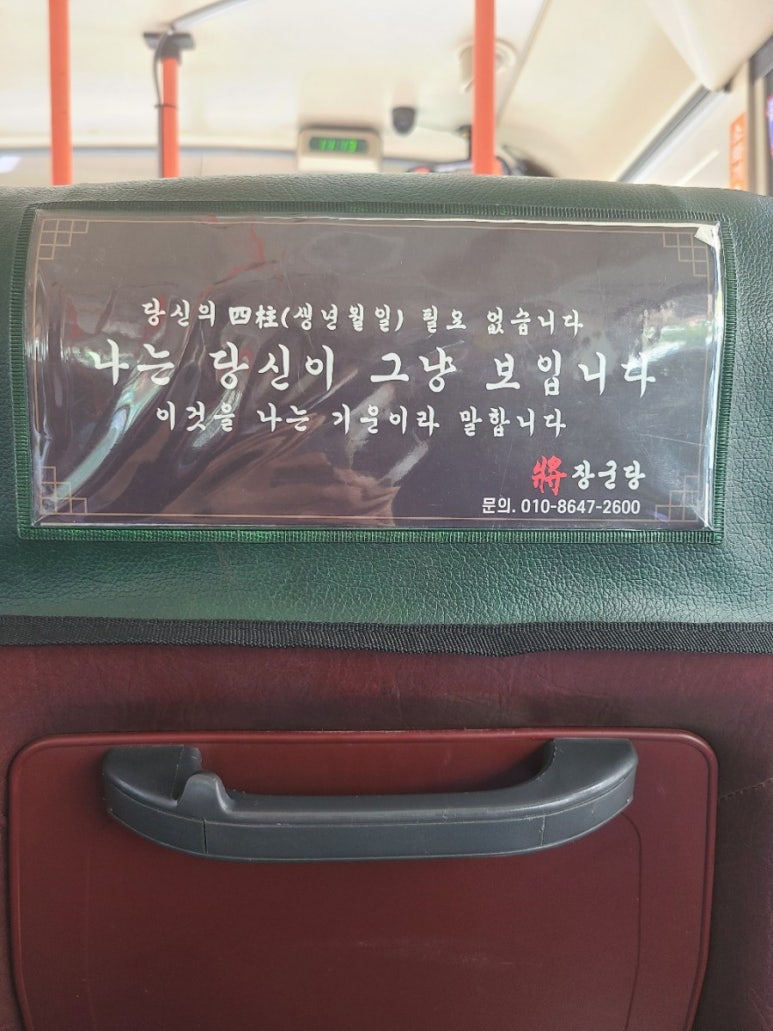 당신의 四柱(생년월일) 필요 없습니다
나는 당신이 그냥 보입니다
이것을 나는 기운이라 말합니다
將 장군당
문의. 010-8647-2600